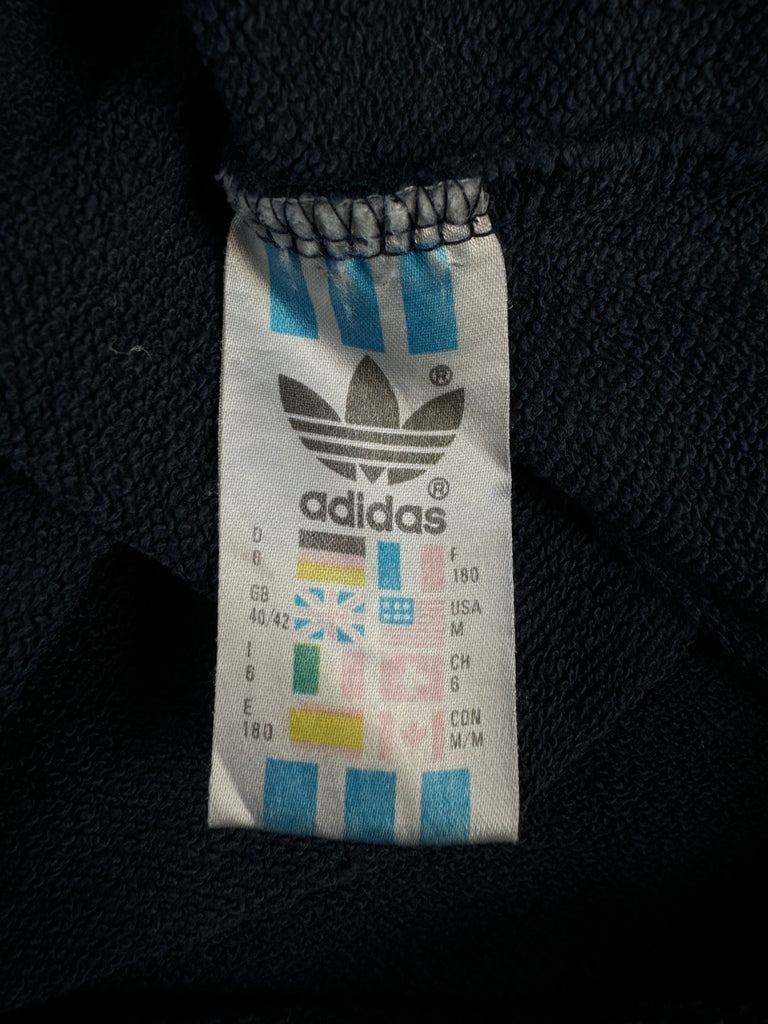 ®
®
adidas
D F
6 180
GB USA
40/42 M
I CH
6 6
E CDN
180 M/M